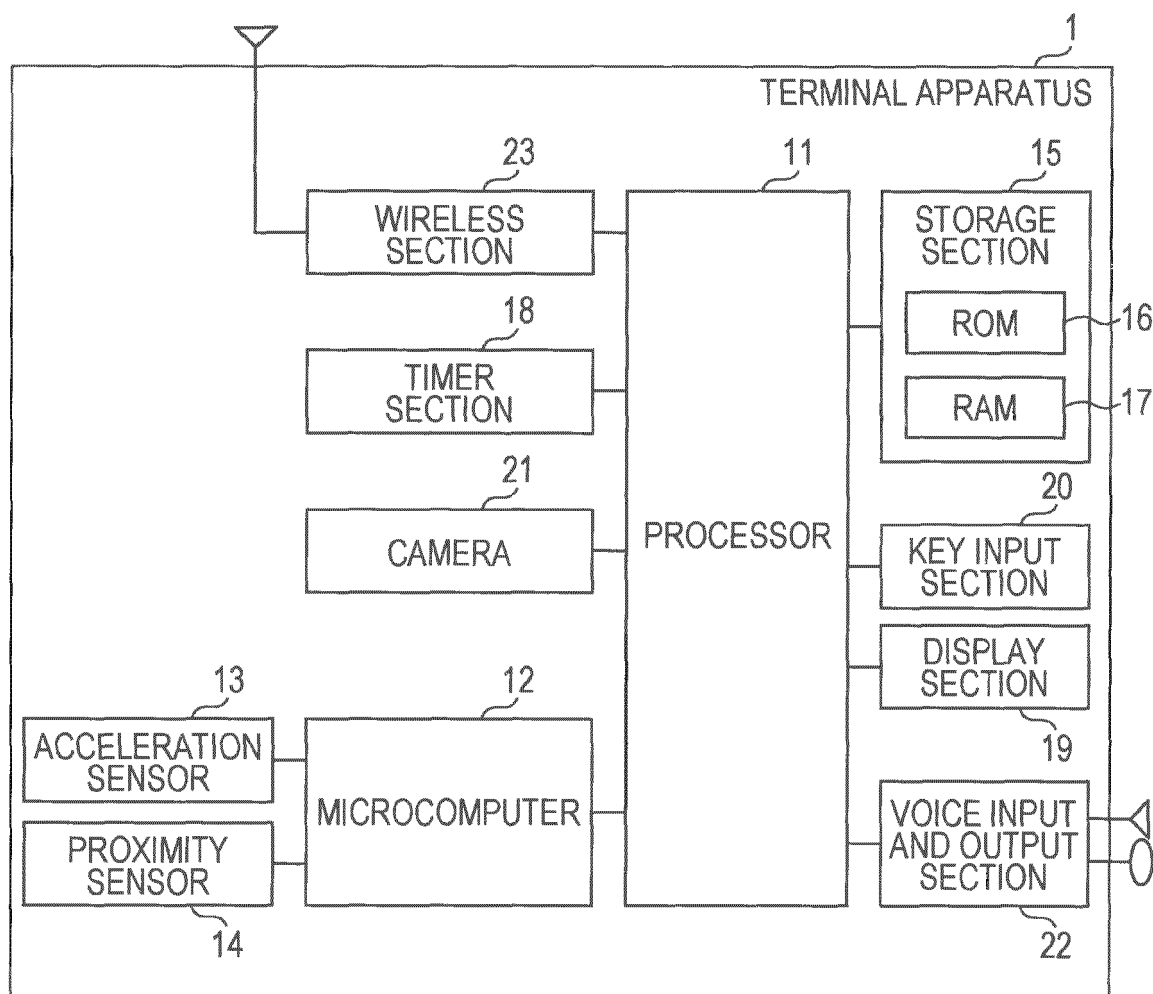 1
TERMINAL APPARATUS
23
WIRELESS
SECTION
11
PROCESSOR
15
STORAGE
SECTION
ROM
16
RAM
17
18
TIMER
SECTION
21
CAMERA
20
KEY INPUT
SECTION
DISPLAY
SECTION
19
13
ACCELERATION
SENSOR
12
MICROCOMPUTER
PROXIMITY
SENSOR
14
VOICE INPUT
AND OUTPUT
SECTION
22